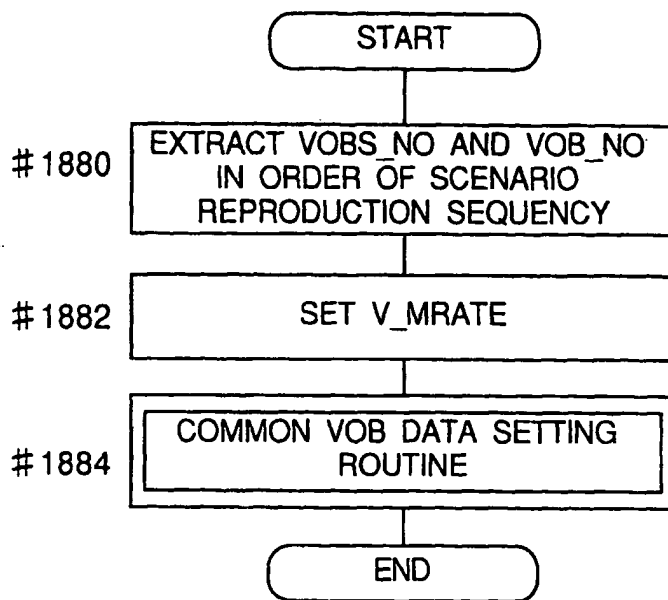 START
#1880
EXTRACT VOBS_NO AND VOB_NO
IN ORDER OF SCENARIO
REPRODUCTION SEQUENCY
#1882
SET V_MRATE
#1884
COMMON VOB DATA SETTING
ROUTINE
END